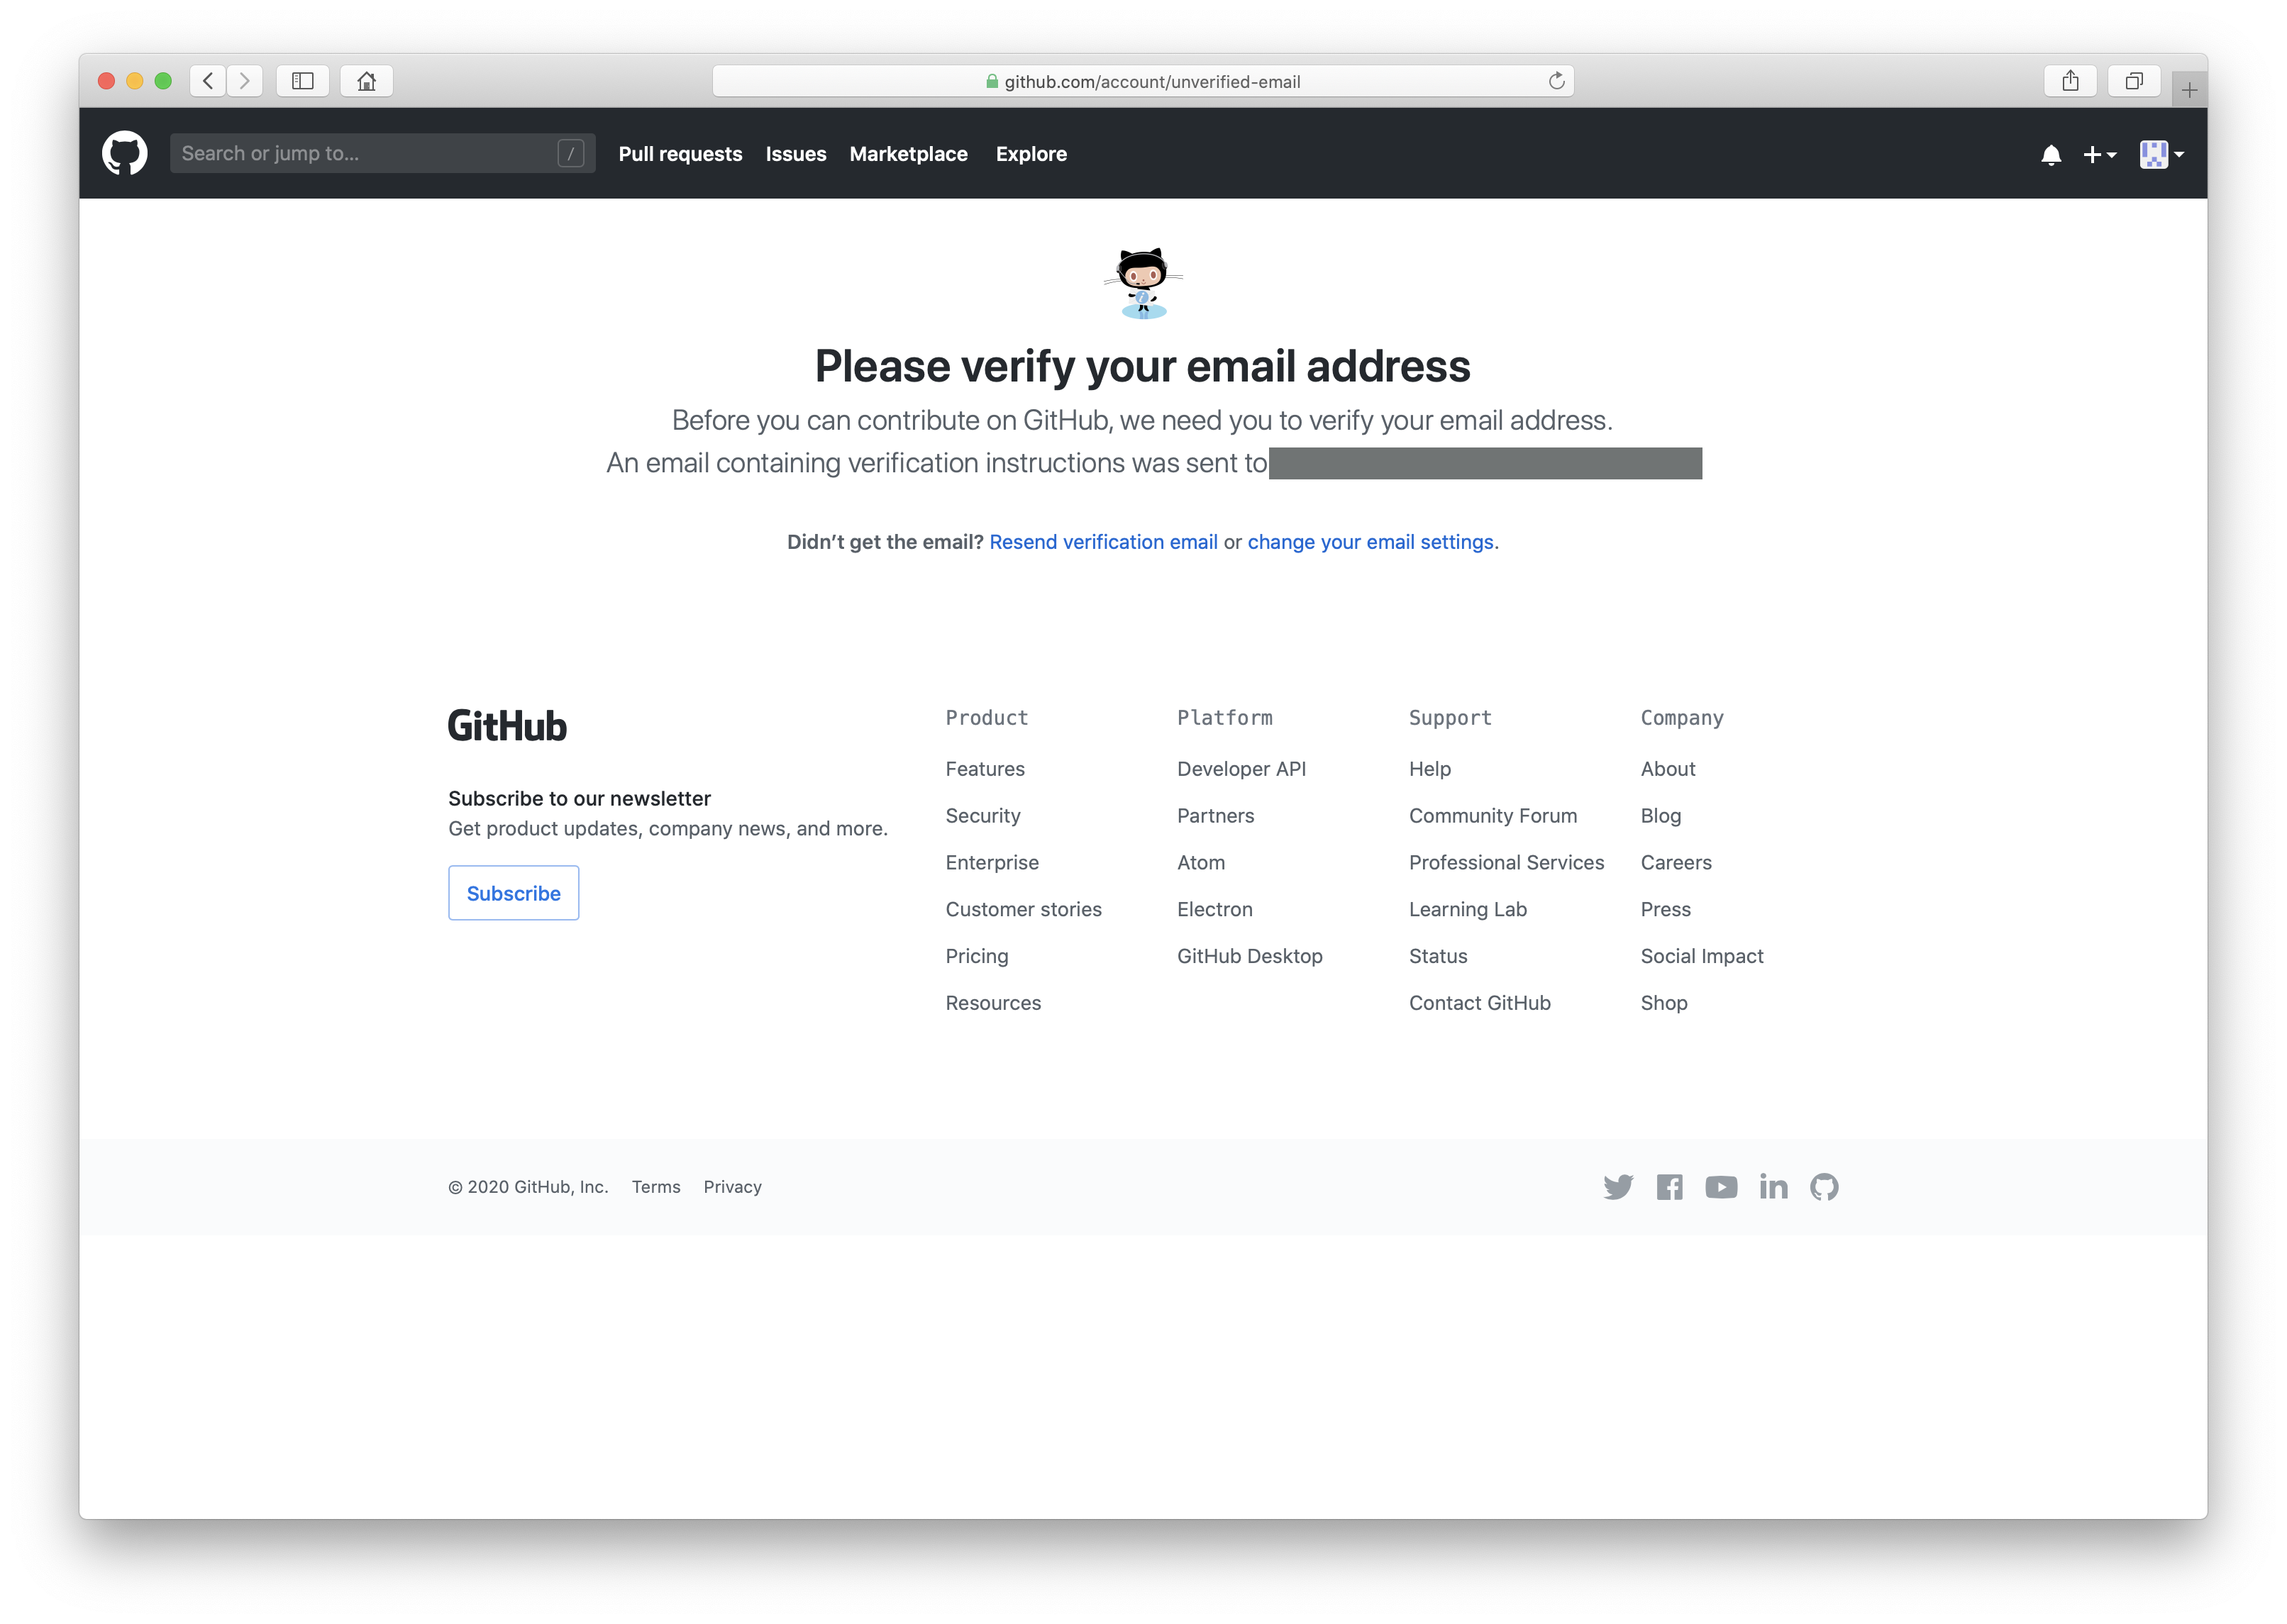 github.com/account/unverified-email
Search or jump to...
/
Pull requests
Issues
Marketplace
Explore
Please verify your email address
Before you can contribute on GitHub, we need you to verify your email address.
An email containing verification instructions was sent to
Didn’t get the email? Resend verification email or change your email settings.
GitHub
Subscribe to our newsletter
Get product updates, company news, and more.
Subscribe
Product
Features
Security
Enterprise
Customer stories
Pricing
Resources
Platform
Developer API
Partners
Atom
Electron
GitHub Desktop
Support
Help
Community Forum
Professional Services
Learning Lab
Status
Contact GitHub
Company
About
Blog
Careers
Press
Social Impact
Shop
© 2020 GitHub, Inc.
Terms
Privacy